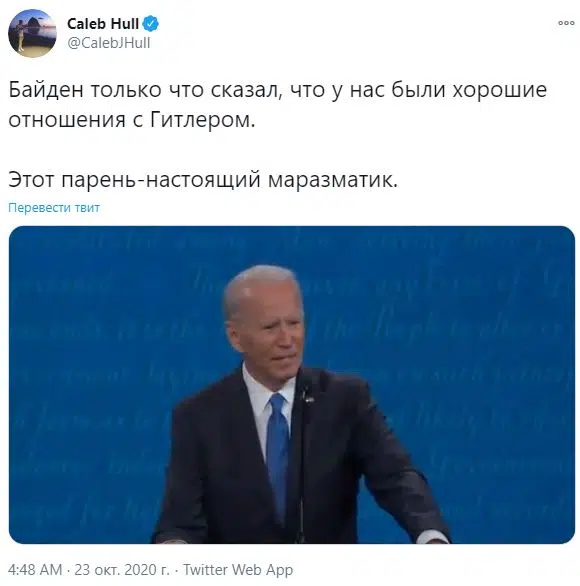 Caleb Hull
@CalebJHull
Байден только что сказал, что у нас были хорошие
отношения с Гитлером.
Этот парень-настоящий маразматик.
Перевести твит
4:48 AM · 23 окт. 2020 г. · Twitter Web App